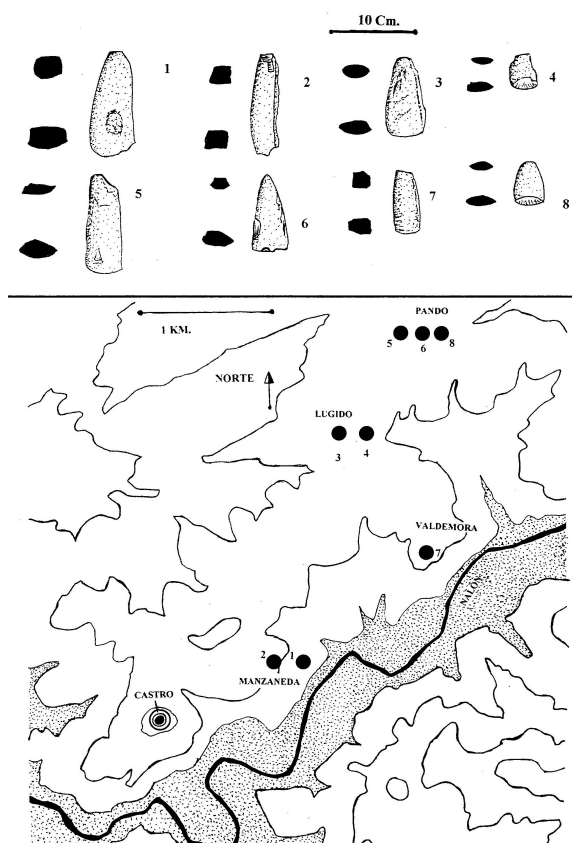 10 Cm.
1
2
3
4
5
6
7
8
PANDO
5 6 8
1 KM.
NORTE
LUGIDO
3 4
VALDEMORA
7
NALON
2 1
MANZANEDA
CASTRO